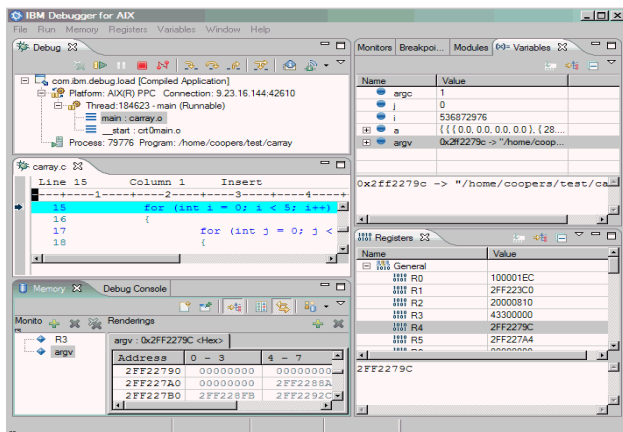 IBM Debugger for AIX
File Run Memory Registers Variables Window Help
Debug
com.ibm.debug.load [Compiled Application]
Platform: AIX(R) PPC Connection: 9.23.16.144:42610
Thread:184623 - main (Runnable)
main : carray.o
__start : crt0main.o
Process: 79776 Program: /home/coopers/test/carray
Monitors Breakpoi... Modules (x)= Variables
Name Value
argc 1
j 0
i 536872976
a {{{ 0.0, 0.0, 0.0, 0.0 }, { 28....
argv 0x2ff2279c -> "/home/coop...
0x2ff2279c -> "/home/coopers/test/ca
carray.c
Line 15 Column 1 Insert
----+----1----+----2----+----3----+----4----+
15 for (int i = 0; i < 5; i++)
16 {
17 for (int j = 0; j <
18 {
Registers
Name Value
General
R0 100001EC
R1 2FF223C0
R2 20000810
R3 43300000
R4 2FF2279C
R5 2FF227A4
2FF2279C
Memory Debug Console
Monito
rs
Renderings
R3
argv
argv : 0x2FF2279C <Hex>
Address 0 - 3 4 - 7
2FF22790 00000000 00000000
2FF227A0 00000000 2FF2288A
2FF227B0 2FF228FB 2FF2292C